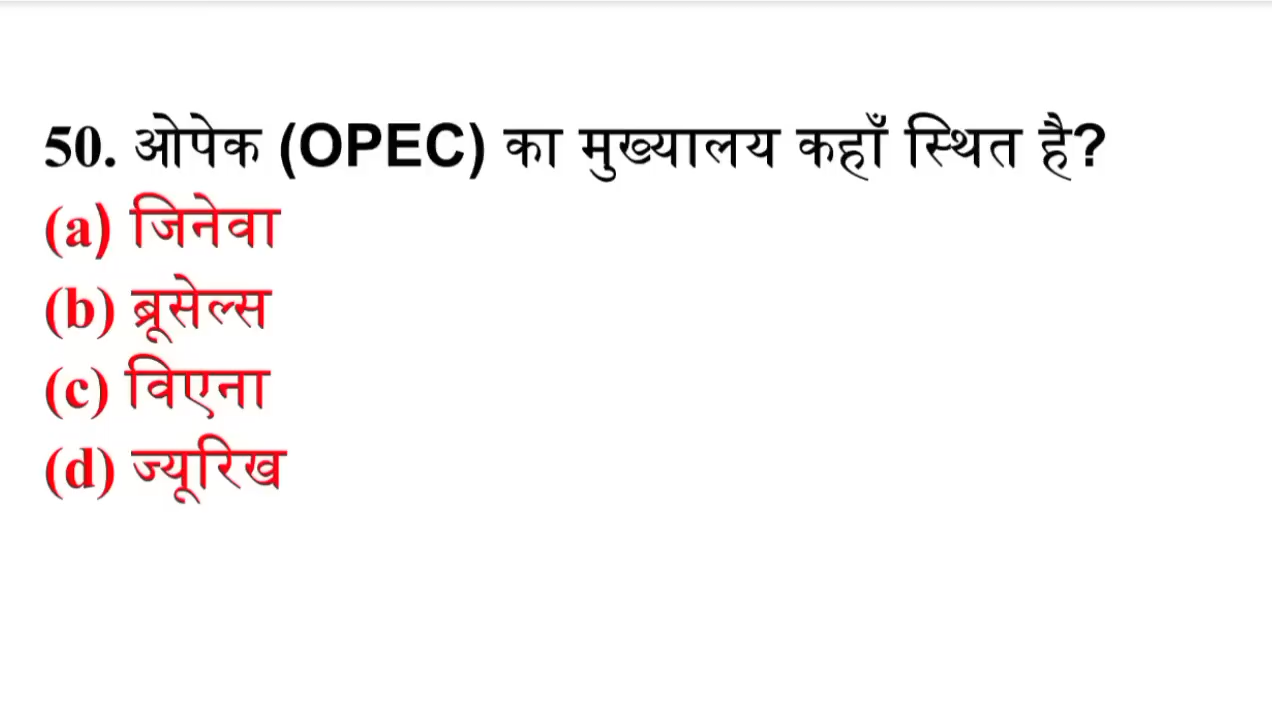 50. ओपेक (OPEC) का मुख्यालय कहाँ स्थित है?
(a) जिनेवा
(b) ब्रूसेल्स
(c) विएना
(d) ज्यूरिख